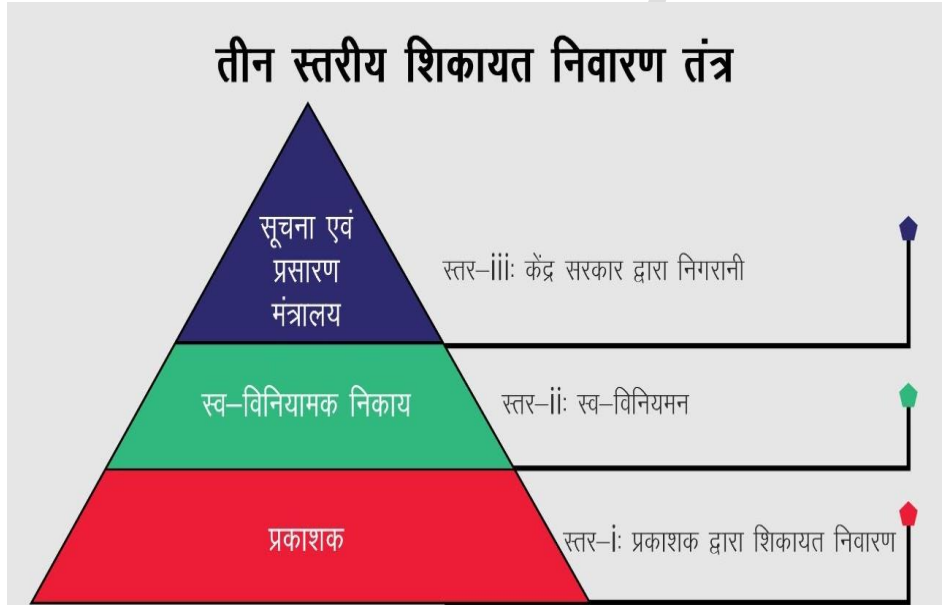 तीन स्तरीय शिकायत निवारण तंत्र
सूचना एवं
प्रसारण
मंत्रालय
स्तर–iii: केंद्र सरकार द्वारा निगरानी
स्व–विनियामक निकाय
स्तर–ii: स्व–विनियमन
प्रकाशक
स्तर–i: प्रकाशक द्वारा शिकायत निवारण